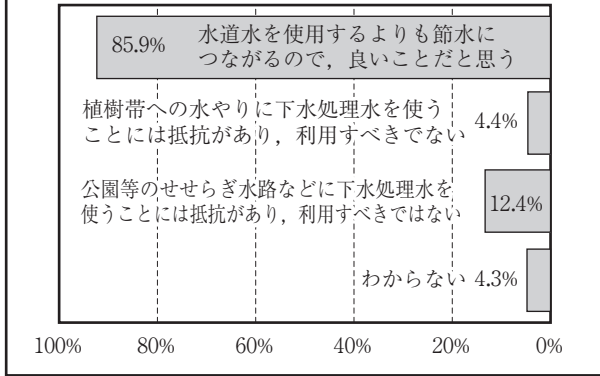 85.9%
水道水を使用するよりも節水に
つながるので，良いことだと思う
植樹帯への水やりに下水処理水を使う
ことには抵抗があり，利用すべきでない
4.4%
公園等のせせらぎ水路などに下水処理水を
使うことには抵抗があり，利用すべきではない
12.4%
わからない 4.3%
100% 80% 60% 40% 20% 0%